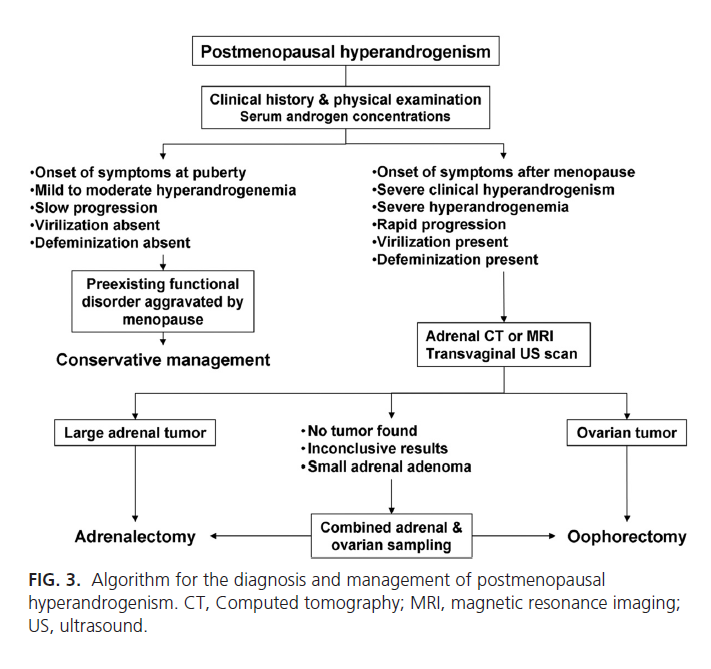 Postmenopausal hyperandrogenism
Clinical history & physical examination
Serum androgen concentrations
•Onset of symptoms at puberty
•Mild to moderate hyperandrogenemia
•Slow progression
•Virilization absent
•Defeminization absent
•Onset of symptoms after menopause
•Severe clinical hyperandrogenism
•Severe hyperandrogenemia
•Rapid progression
•Virilization present
•Defeminization present
Preexisting functional
disorder aggravated by
menopause
Conservative management
Adrenal CT or MRI
Transvaginal US scan
Large adrenal tumor
•No tumor found
•Inconclusive results
•Small adrenal adenoma
Ovarian tumor
Adrenalectomy
Combined adrenal &
ovarian sampling
Oophorectomy
FIG. 3. Algorithm for the diagnosis and management of postmenopausal
hyperandrogenism. CT, Computed tomography; MRI, magnetic resonance imaging;
US, ultrasound.